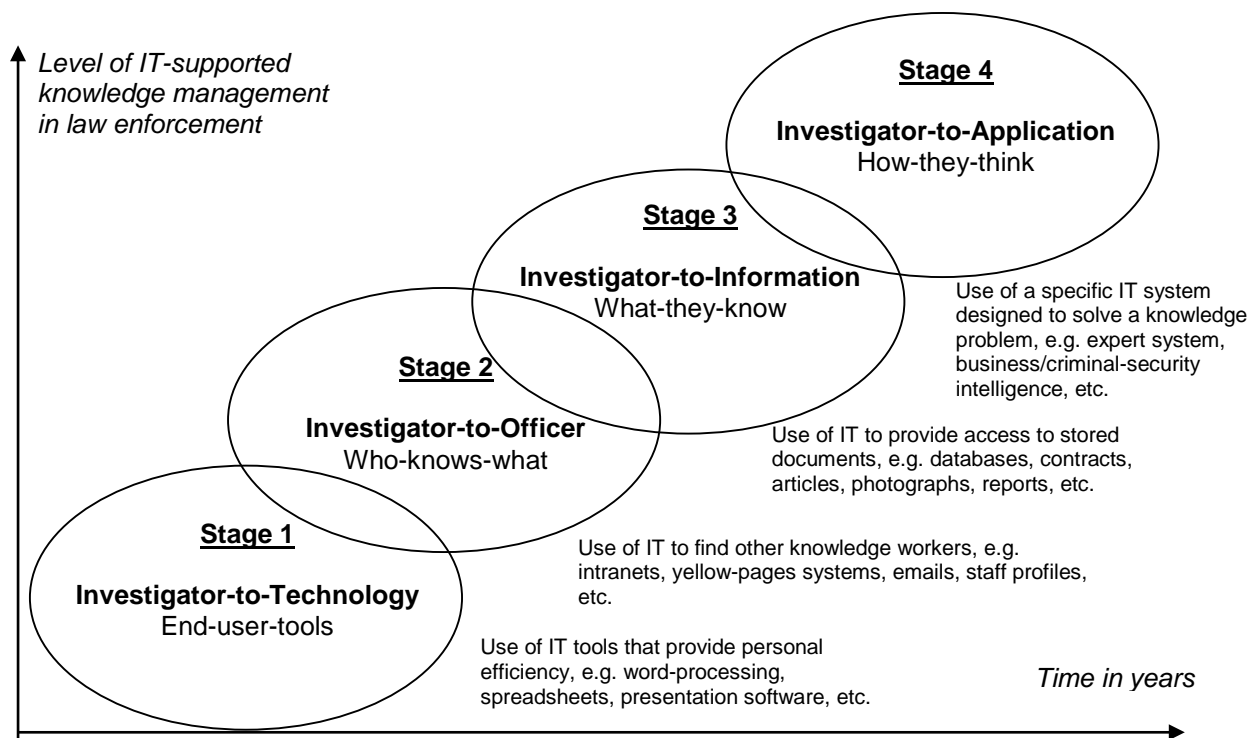 Level of IT-supported
knowledge management
in law enforcement
Stage 4
Investigator-to-Application
How-they-think
Stage 3
Investigator-to-Information
What-they-know
Use of a specific IT system
designed to solve a knowledge
problem, e.g. expert system,
business/criminal-security
intelligence, etc.
Stage 2
Investigator-to-Officer
Who-knows-what
Use of IT to provide access to stored
documents, e.g. databases, contracts,
articles, photographs, reports, etc.
Stage 1
Investigator-to-Technology
End-user-tools
Use of IT to find other knowledge workers, e.g.
intranets, yellow-pages systems, emails, staff profiles,
etc.
Use of IT tools that provide personal
efficiency, e.g. word-processing,
spreadsheets, presentation software, etc.
Time in years